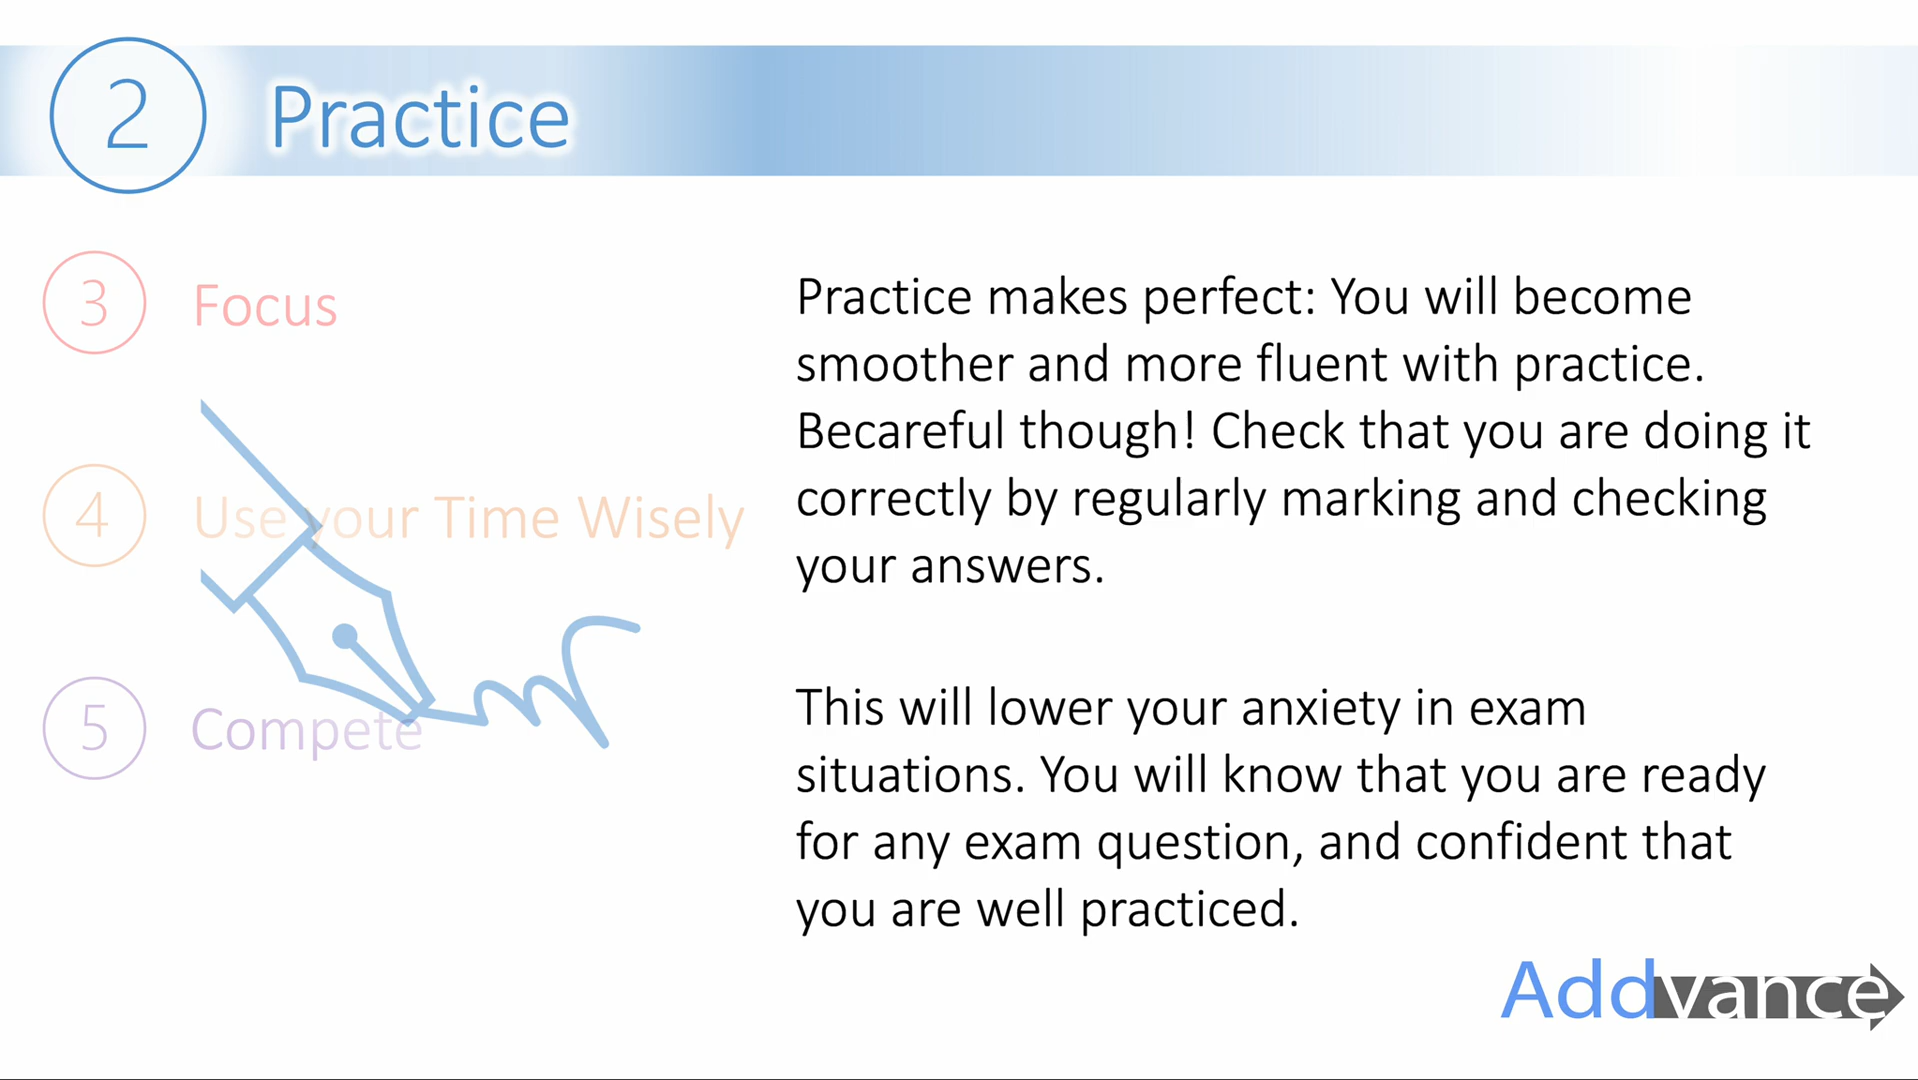 2 Practice
3 Focus
4 Use your Time Wisely
5 Compete
Practice makes perfect: You will become
smoother and more fluent with practice.
Becareful though! Check that you are doing it
correctly by regularly marking and checking
your answers.
This will lower your anxiety in exam
situations. You will know that you are ready
for any exam question, and confident that
you are well practiced.
Addvance